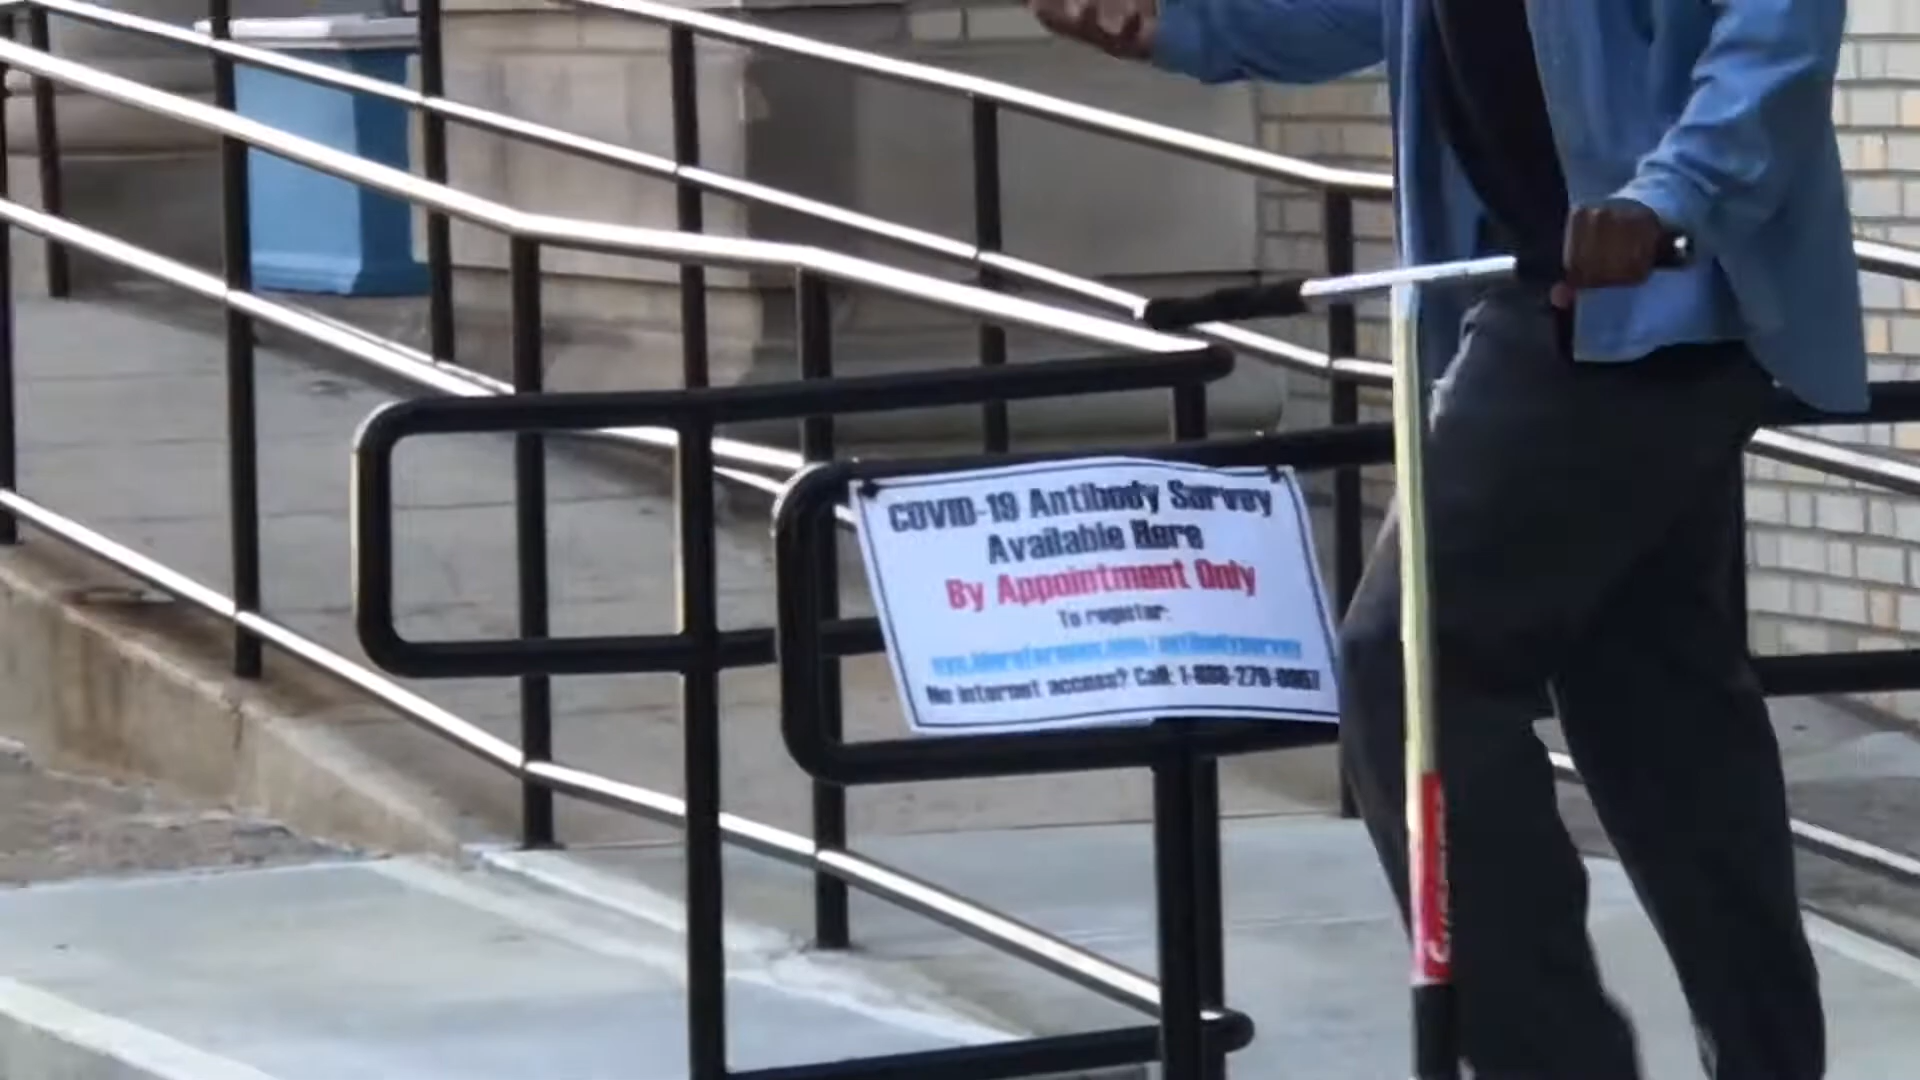 COVID-19 Antibody Survey
Available Here
By Appointment Only
To register:
No internet access? Call: